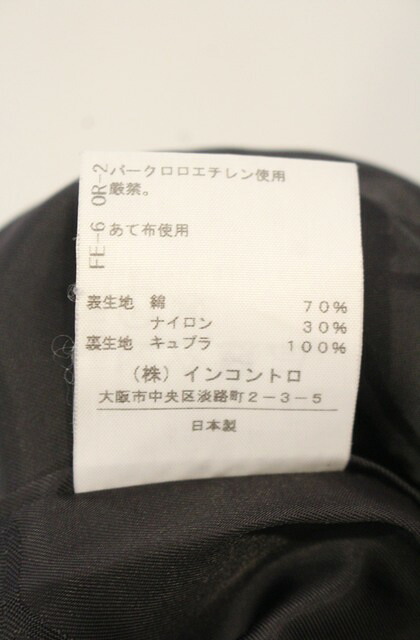 パークロロエチレン使用
厳禁。
あて布使用
FE-6 OR-2
表生地 綿 70%
ナイロン 30%
裏生地 キュプラ 100%
(株)インコントロ
大阪市中央区淡路町2-3-5
日本製